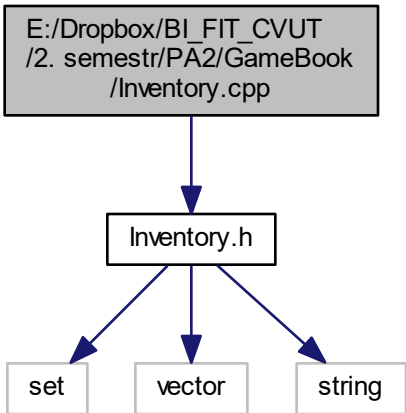 E:/Dropbox/BI_FIT_CVUT
/2. semestr/PA2/GameBook
/Inventory.cpp
Inventory.h
set
vector
string